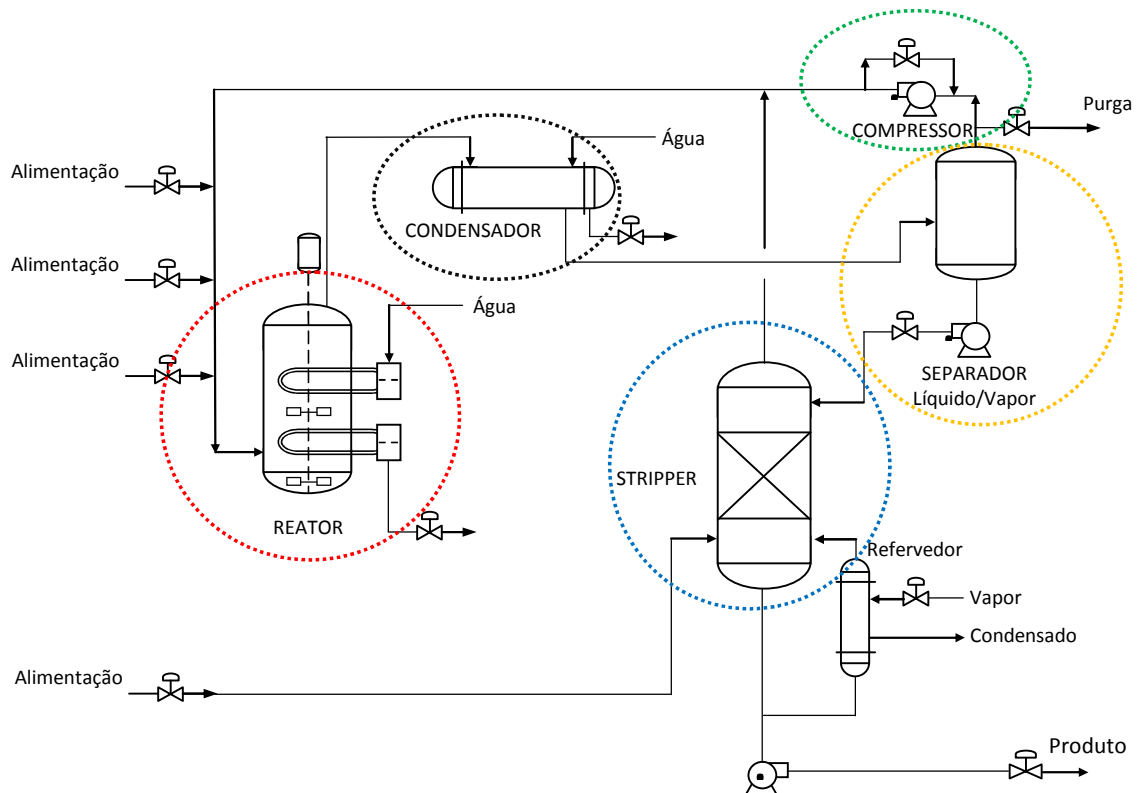 COMPRESSOR
Purga
Água
Alimentação
CONDENSADOR
Alimentação
Água
Alimentação
SEPARADOR
Líquido/Vapor
STRIPPER
REATOR
Refervedor
Vapor
Condensado
Alimentação
Produto